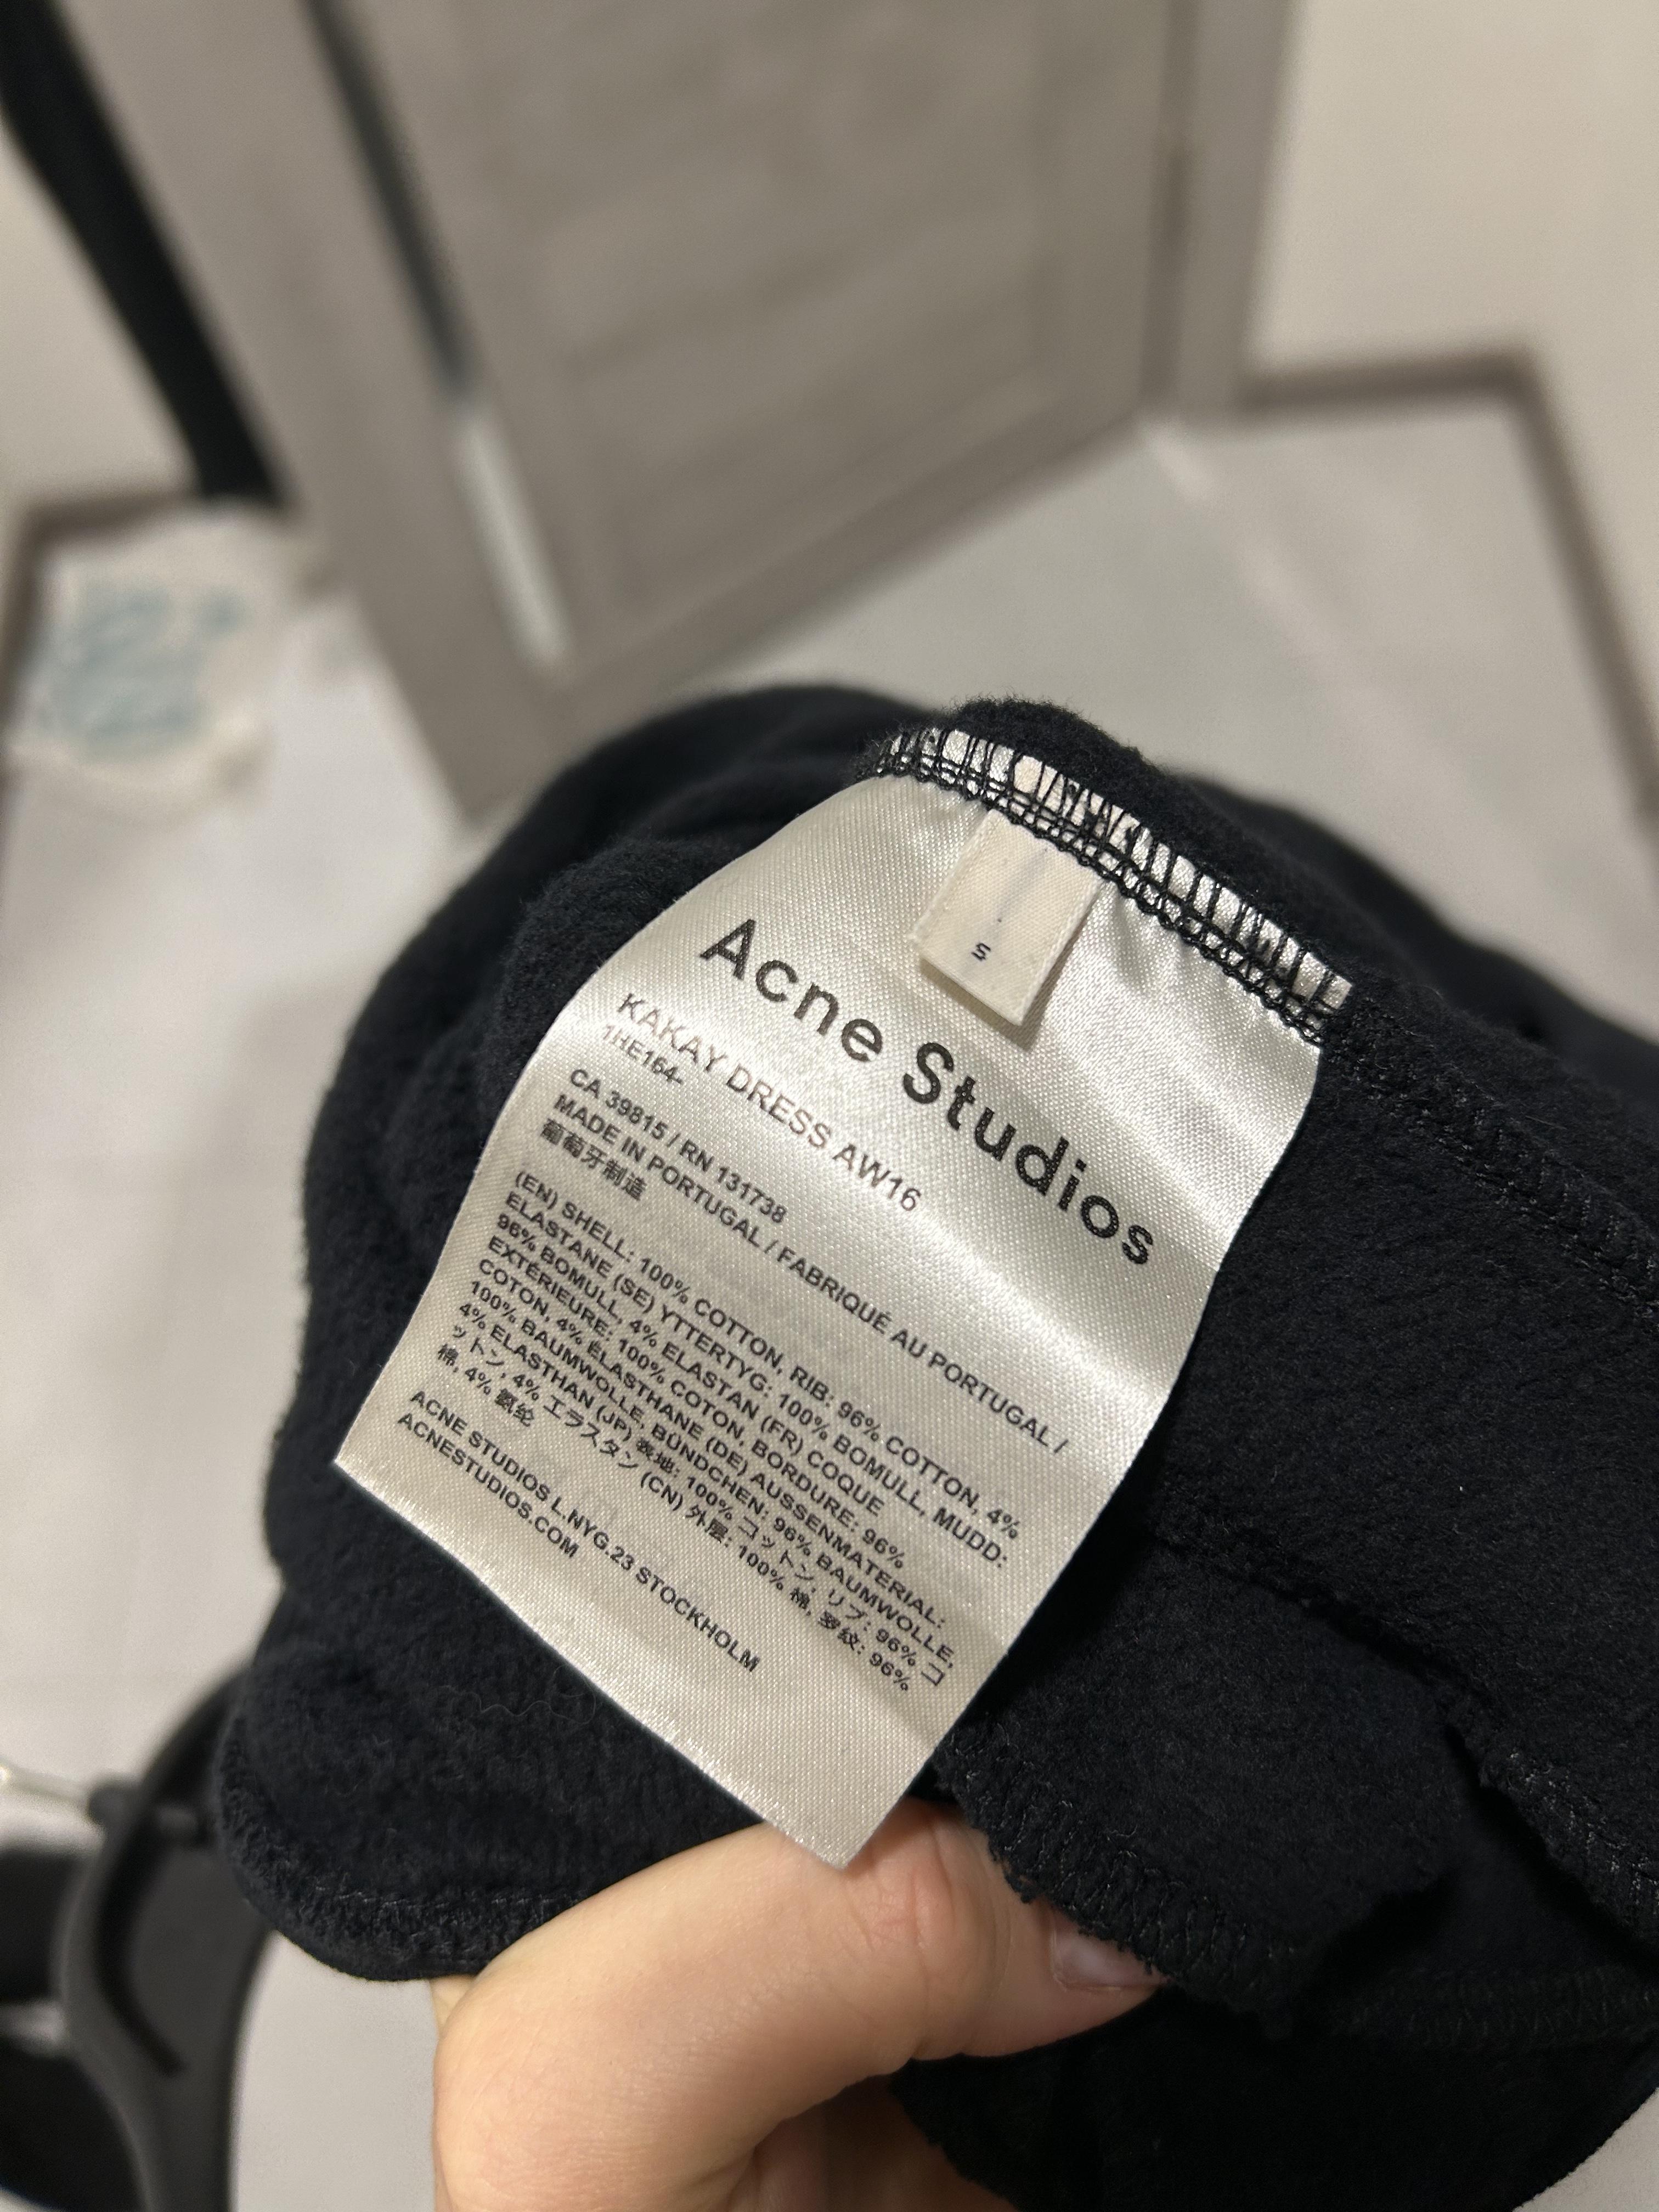 S
Acne Studios
KAKAY DRESS AW16
1HE164-
CA 39815 / RN 131738
MADE IN PORTUGAL / FABRIQUÉ AU PORTUGAL /
葡萄牙制造
(EN) SHELL: 100% COTTON, RIB: 96% COTTON, 4%
ELASTANE (SE) YTTERTYG: 100% BOMULL, MUDD:
96% BOMULL, 4% ELASTAN (FR) COQUE
EXTÉRIEURE: 100% COTON, BORDURE: 96%
COTON, 4% ÉLASTHANE (DE) AUSSENMATERIAL:
100% BAUMWOLLE, BÜNDCHEN: 96% BAUMWOLLE,
4% ELASTHAN (JP) 表地: 100% コットン, リブ: 96% コ
ットン, 4% エラスタン (CN) 外层: 100% 棉, 罗纹: 96%
棉, 4% 氨纶
ACNE STUDIOS L.NYG.23 STOCKHOLM
ACNESTUDIOS.COM